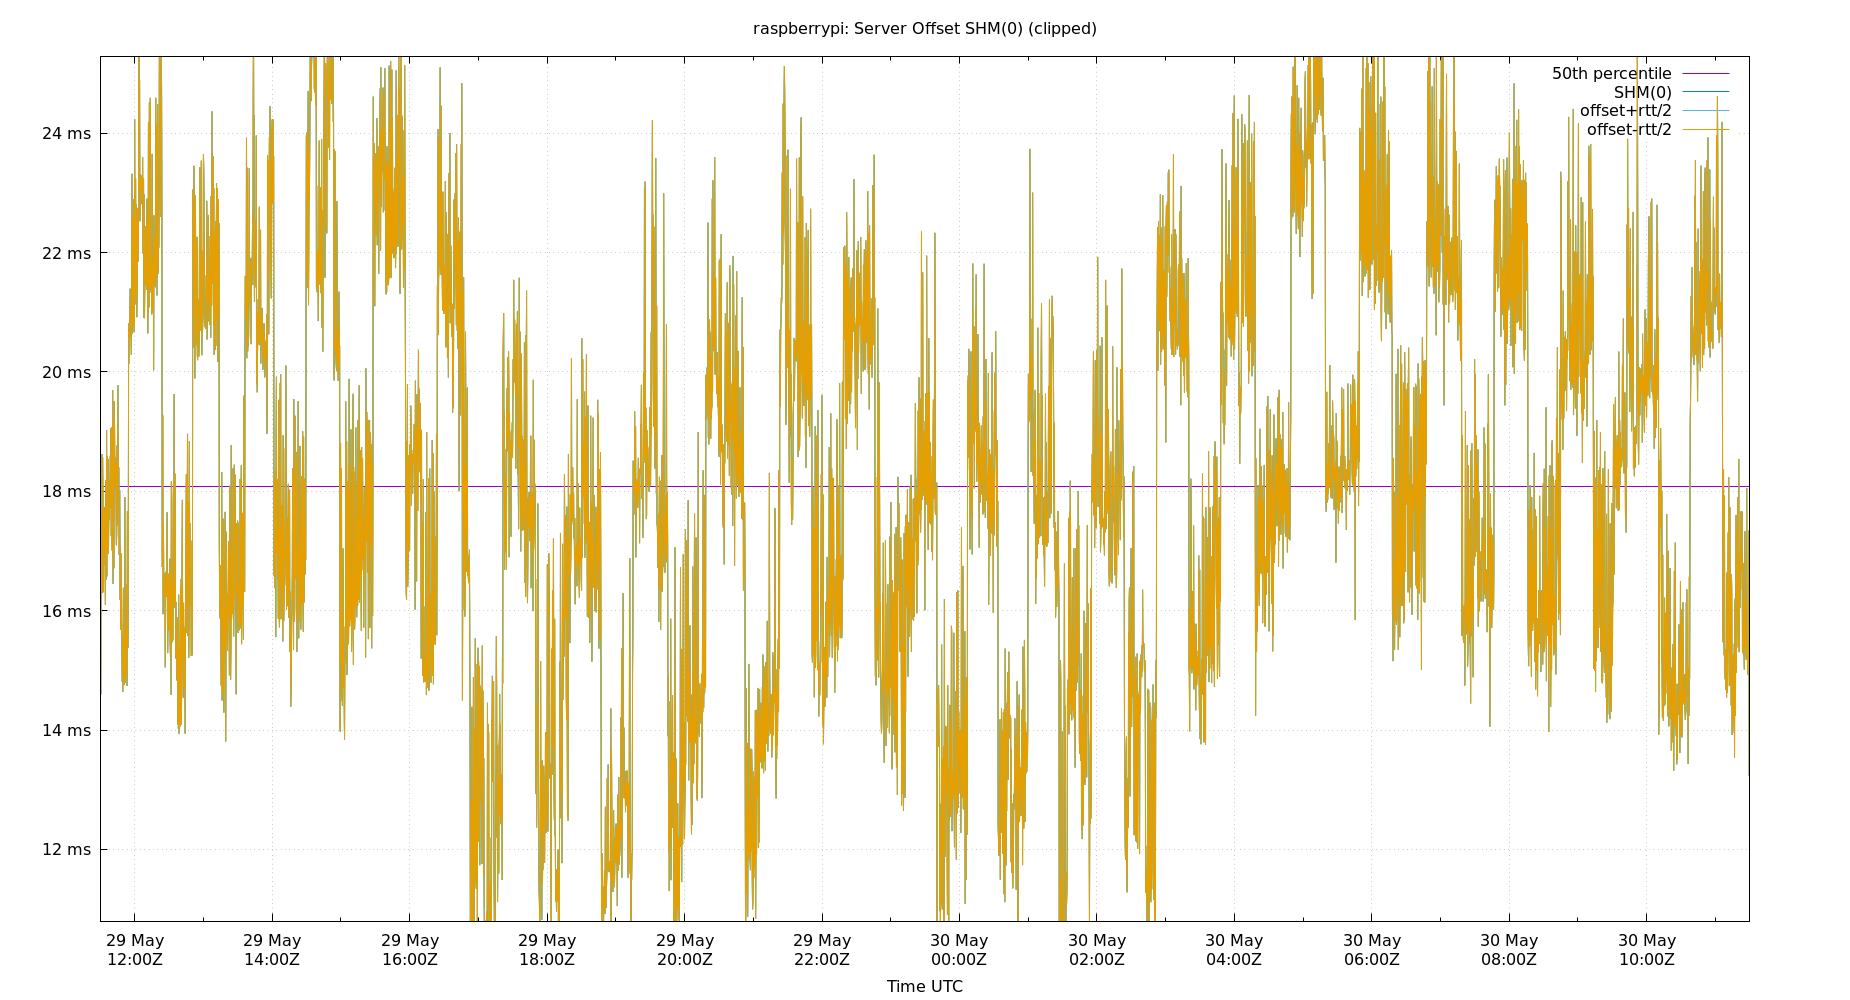 raspberrypi: Server Offset SHM(0) (clipped)
50th percentile
SHM(0)
offset+rtt/2
offset-rtt/2
24 ms
22 ms
20 ms
18 ms
16 ms
14 ms
12 ms
29 May 29 May 29 May 29 May 29 May 29 May 30 May 30 May 30 May 30 May 30 May 30 May
12:00Z 14:00Z 16:00Z 18:00Z 20:00Z 22:00Z 00:00Z 02:00Z 04:00Z 06:00Z 08:00Z 10:00Z
Time UTC